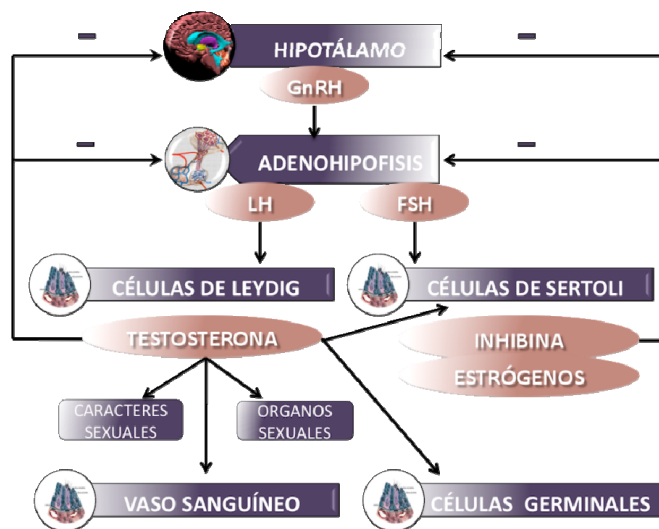 HIPOTÁLAMO
GnRH
ADENOHIPOFISIS
LH
FSH
CÉLULAS DE LEYDIG
CÉLULAS DE SERTOLI
TESTOSTERONA
INHIBINA
ESTRÓGENOS
CARACTERES
SEXUALES
ORGANOS
SEXUALES
VASO SANGUÍNEO
CÉLULAS GERMINALES